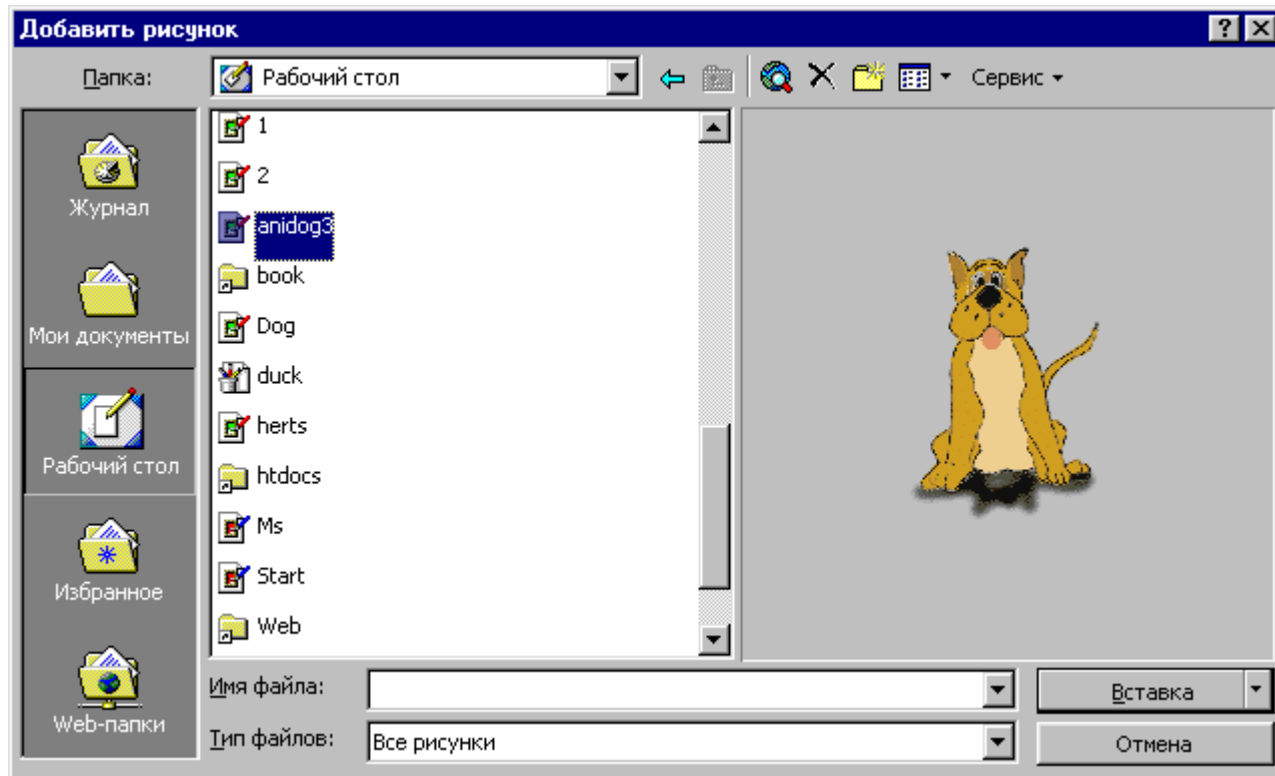 Добавить рисунок
Папка:
Рабочий стол
Сервис
Журнал
Мои документы
Рабочий стол
Избранное
Web-папки
1
2
anidog3
book
Dog
duck
herts
htdocs
Ms
Start
Web
Имя файла:
Вставка
Тип файлов:
Все рисунки
Отмена